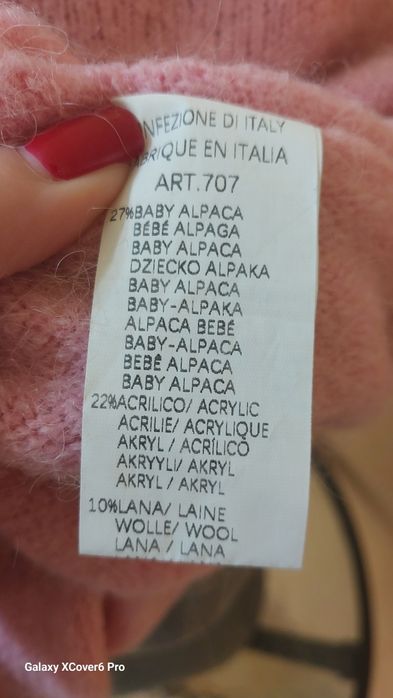 NFEZIONE DI ITALY
BRIQUE EN ITALIA
ART.707
27%BABY ALPACA
BÉBÉ ALPAGA
BABY ALPACA
DZIECKO ALPAKA
BABY ALPACA
BABY-ALPAKA
ALPACA BEBÉ
BABY-ALPACA
BEBÊ ALPACA
BABY ALPACA
22%ACRILICO/ ACRYLIC
ACRILIE/ ACRYLIQUE
AKRYL / ACRÍLICO
AKRYYLI/ AKRYL
AKRYL / AKRYL
10%LANA/ LAINE
WOLLE/ WOOL
LANA / LANA
Galaxy XCover6 Pro